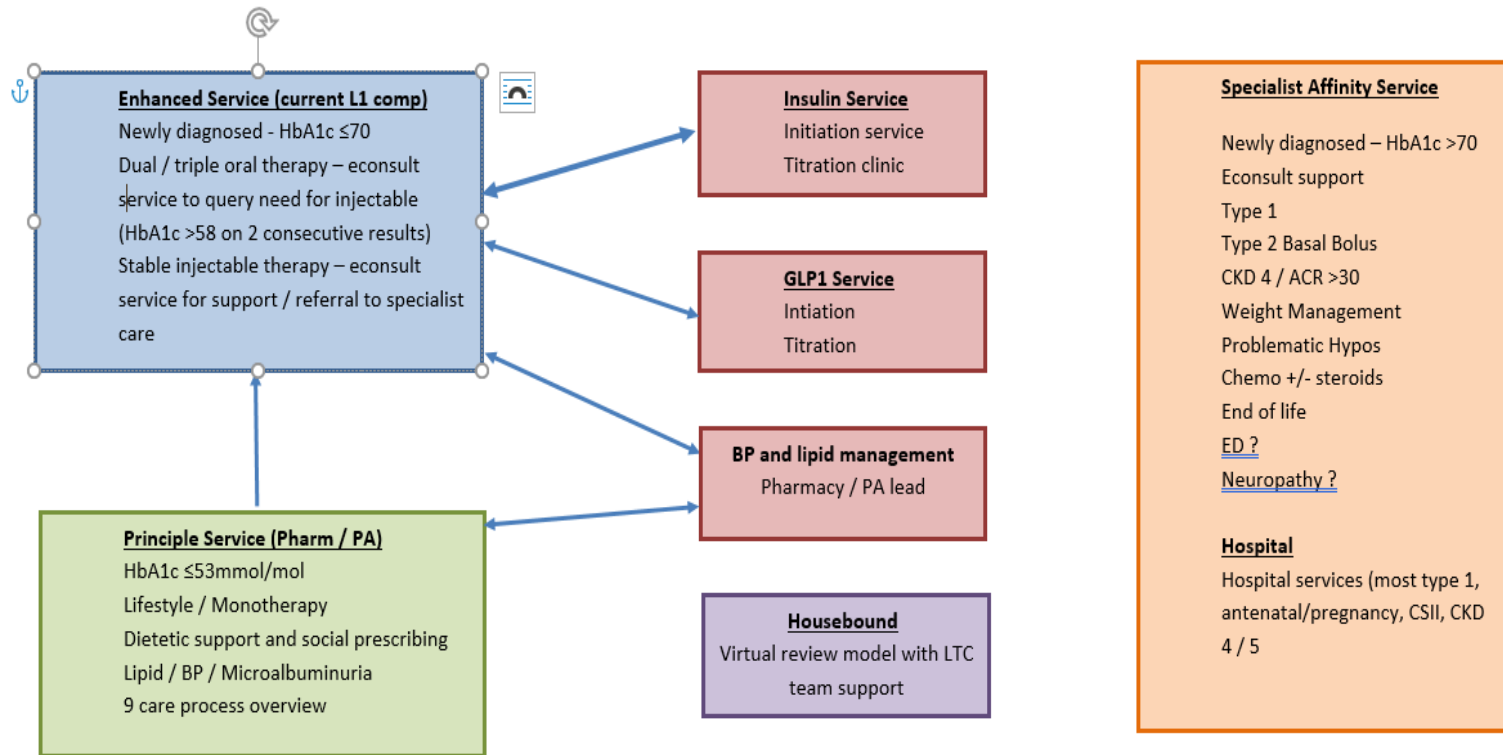 Enhanced Service (current L1 comp)
Newly diagnosed - HbA1c ≤70
Dual / triple oral therapy – econsult
service to query need for injectable
(HbA1c >58 on 2 consecutive results)
Stable injectable therapy – econsult
service for support / referral to specialist
care
Principle Service (Pharm / PA)
HbA1c ≤53mmol/mol
Lifestyle / Monotherapy
Dietetic support and social prescribing
Lipid / BP / Microalbuminuria
9 care process overview
Insulin Service
Initiation service
Titration clinic
GLP1 Service
Intiation
Titration
BP and lipid management
Pharmacy / PA lead
Housebound
Virtual review model with LTC
team support
Specialist Affinity Service
Newly diagnosed – HbA1c >70
Econsult support
Type 1
Type 2 Basal Bolus
CKD 4 / ACR >30
Weight Management
Problematic Hypos
Chemo +/- steroids
End of life
ED ?
Neuropathy ?
Hospital
Hospital services (most type 1,
antenatal/pregnancy, CSII, CKD
4 / 5